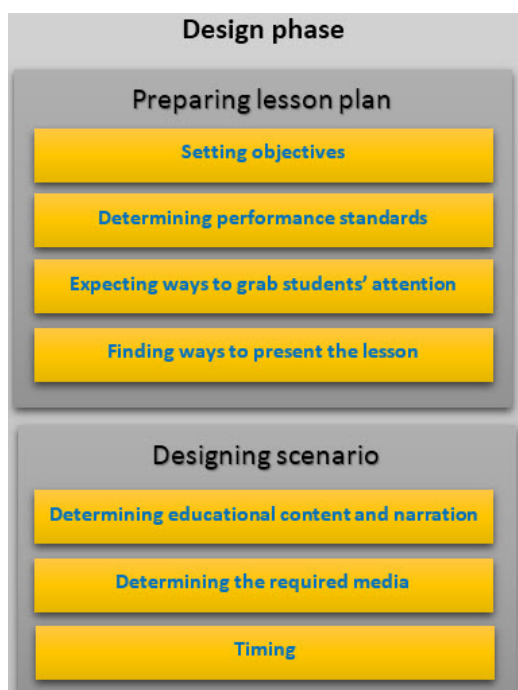 Design phase
Preparing lesson plan
Setting objectives
Determining performance standards
Expecting ways to grab students’ attention
Finding ways to present the lesson
Designing scenario
Determining educational content and narration
Determining the required media
Timing